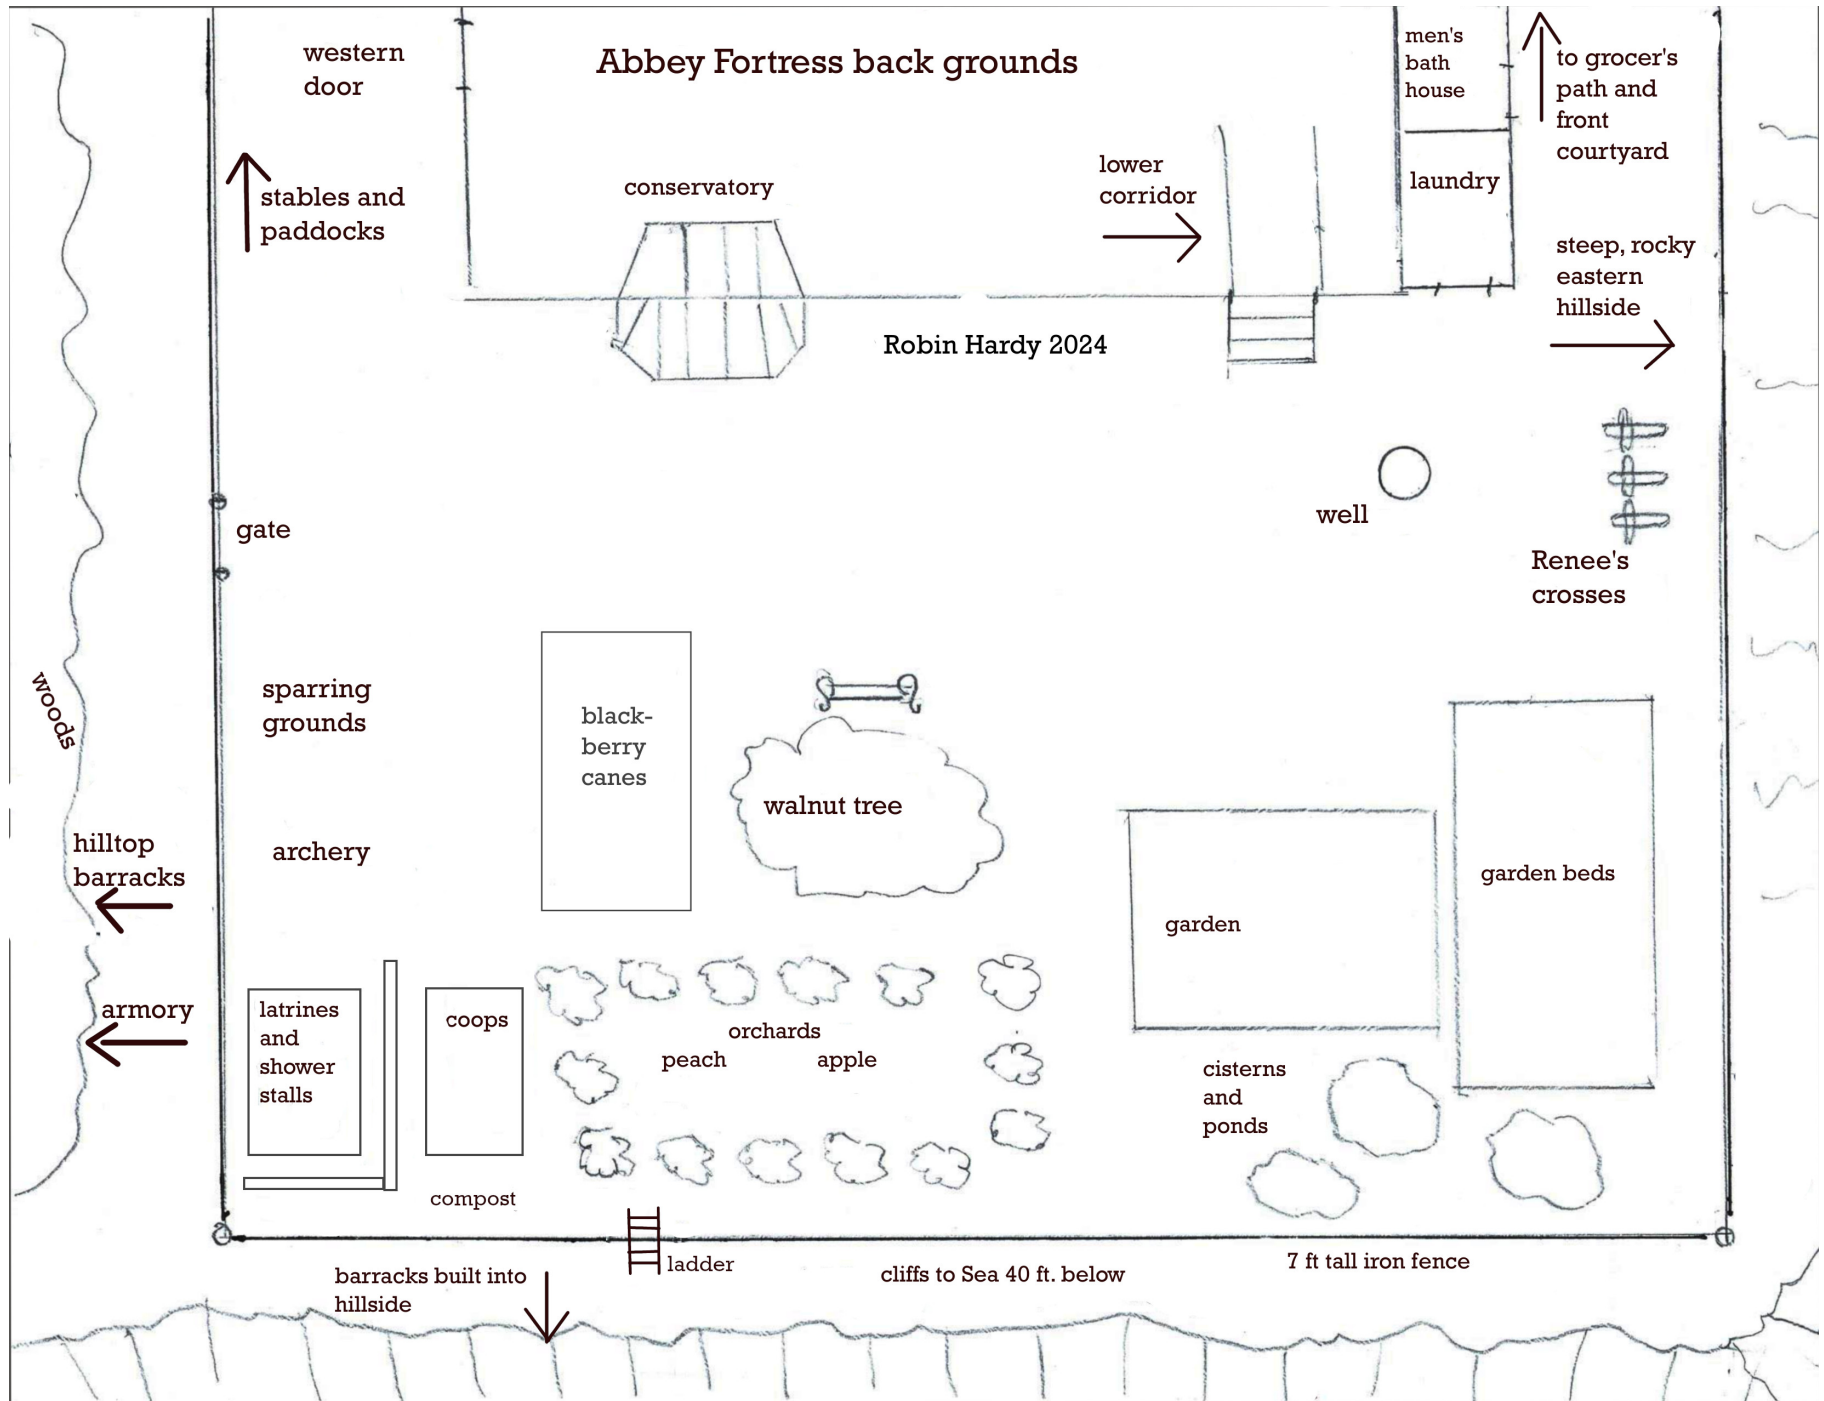 Abbey Fortress back grounds
western
door
men's
bath
house
to grocer's
path and
front
courtyard
stables and
paddocks
conservatory
lower
corridor
laundry
steep, rocky
eastern
hillside
Robin Hardy 2024
gate
well
Renee's
crosses
woods
sparring
grounds
black-
berry
canes
walnut tree
hilltop
barracks
archery
garden beds
garden
armory
latrines
and
shower
stalls
coops
orchards
peach
apple
cisterns
and
ponds
compost
ladder
barracks built into
hillside
cliffs to Sea 40 ft. below
7 ft tall iron fence